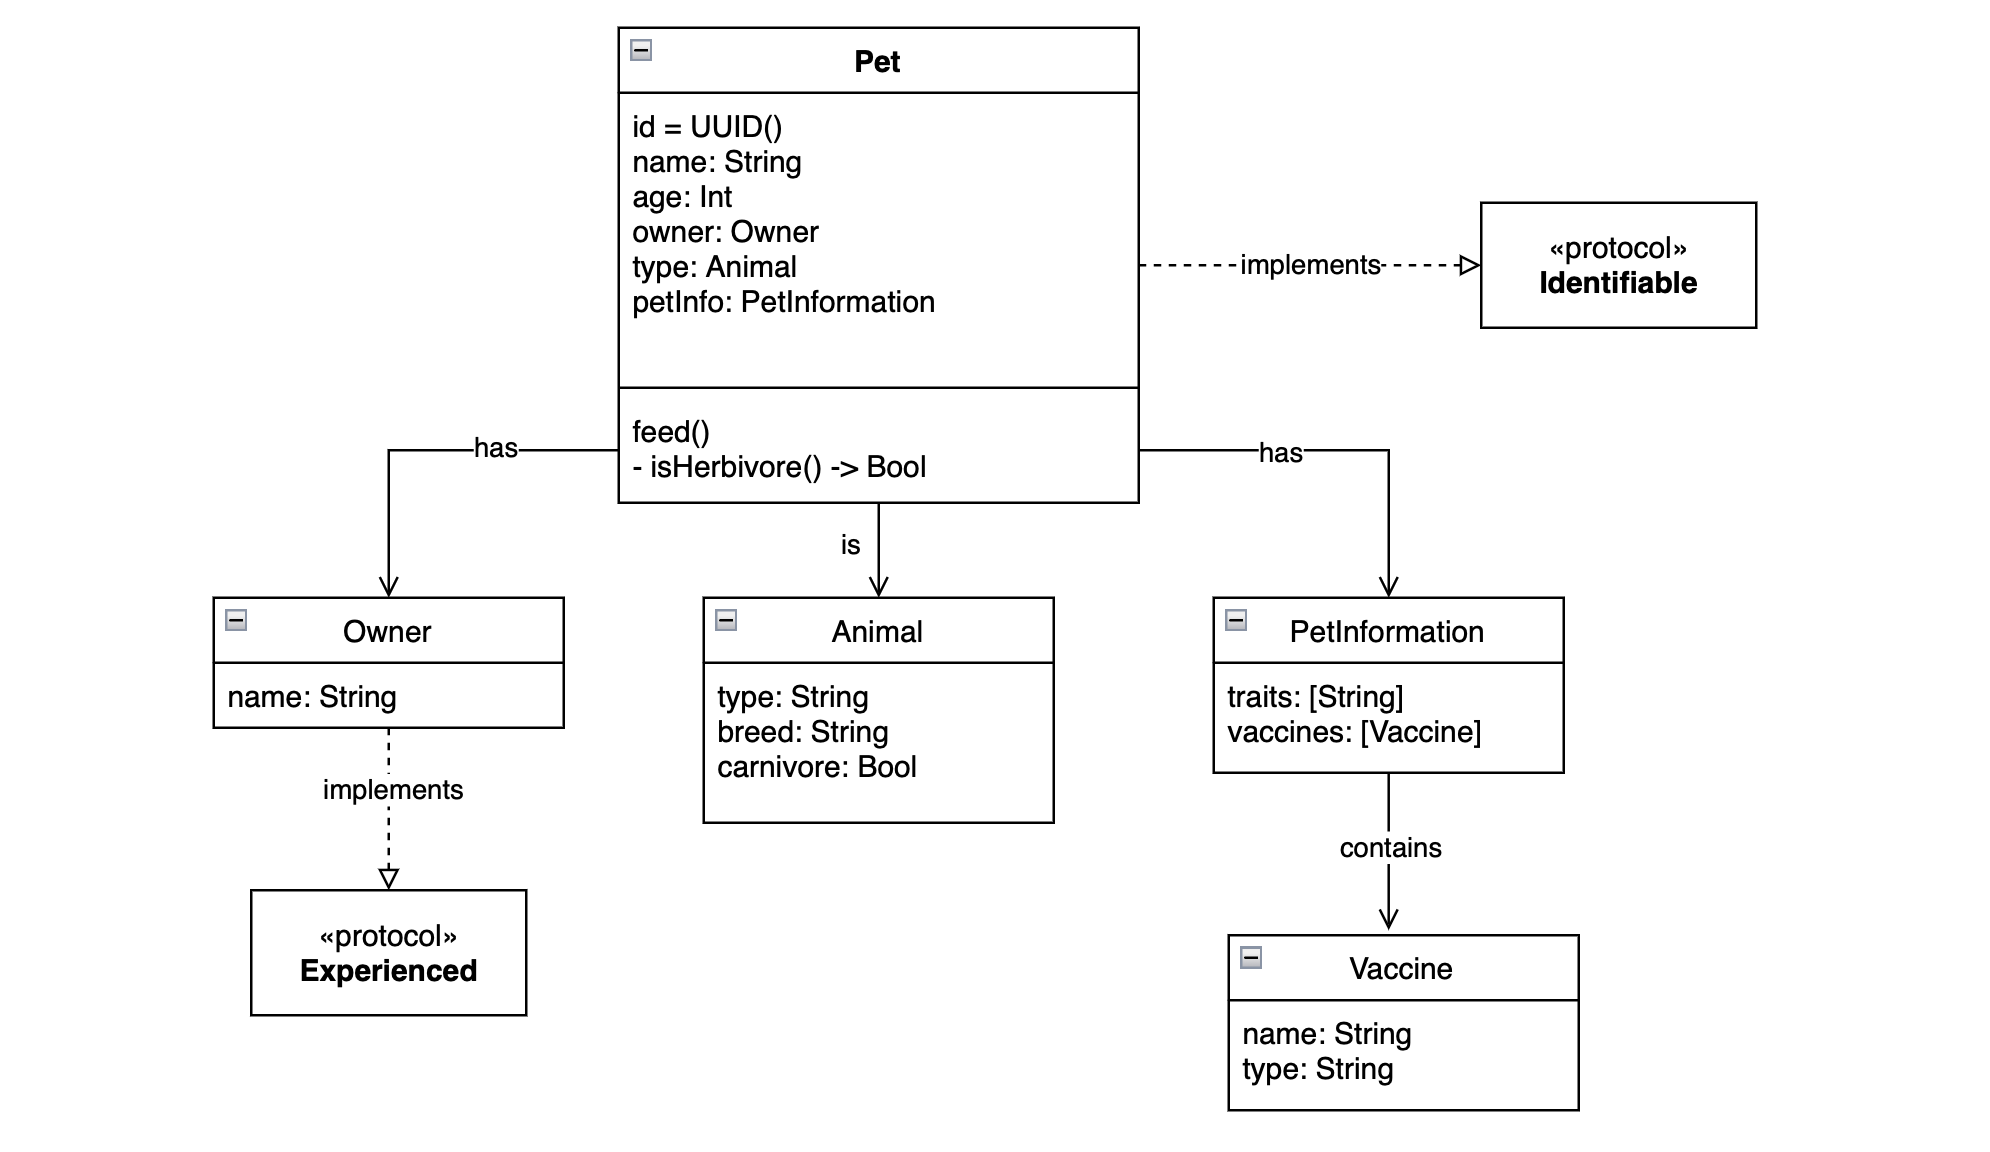 Pet
id = UUID()
name: String
age: Int
owner: Owner
type: Animal
petInfo: PetInformation
feed()
- isHerbivore() -> Bool
implements
«protocol»
Identifiable
has
is
has
Owner
name: String
Animal
type: String
breed: String
carnivore: Bool
PetInformation
traits: [String]
vaccines: [Vaccine]
implements
«protocol»
Experienced
contains
Vaccine
name: String
type: String